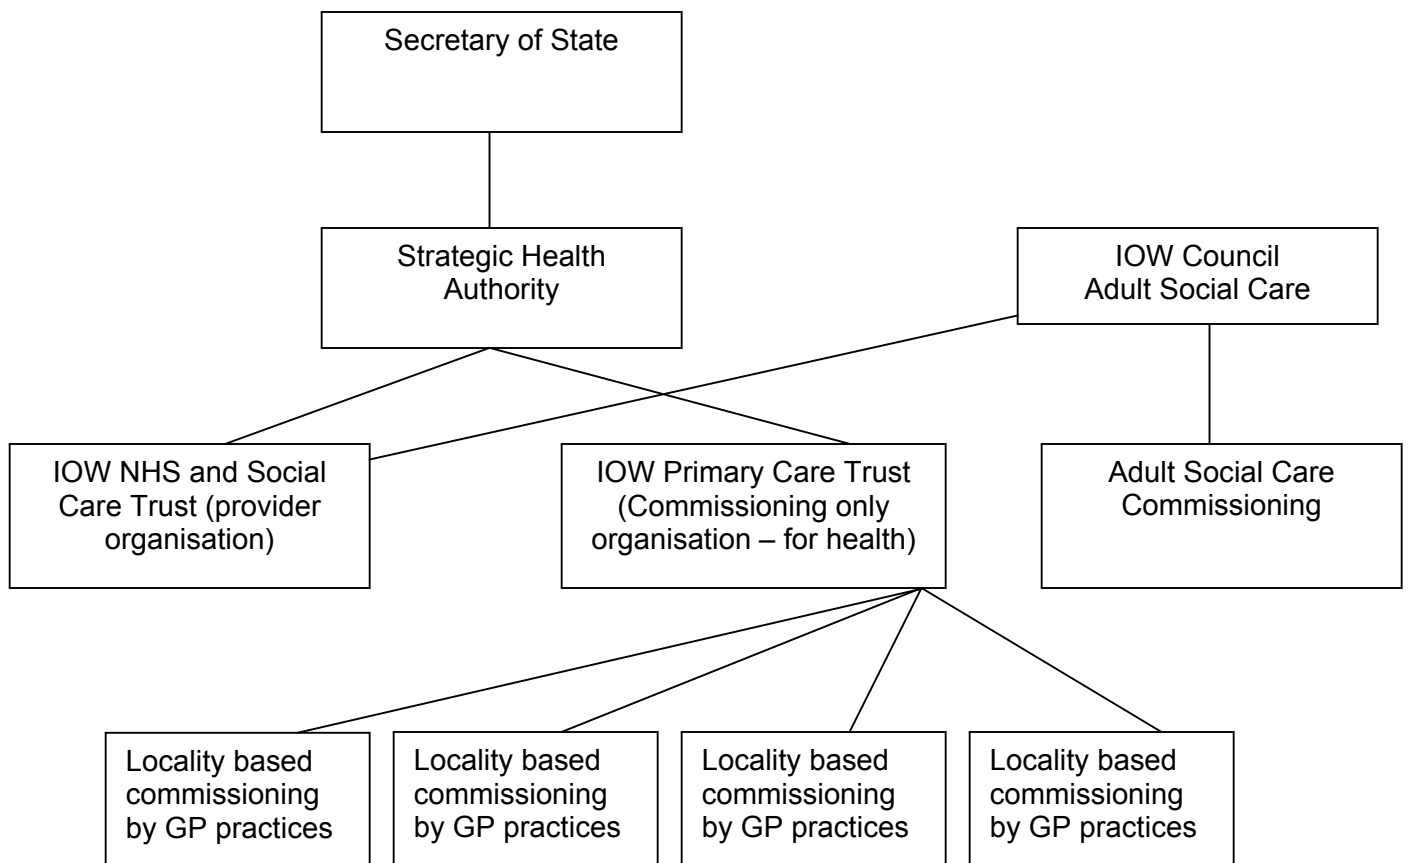 Secretary of State
Strategic Health
Authority
IOW Council
Adult Social Care
IOW NHS and Social
Care Trust (provider
organisation)
IOW Primary Care Trust
(Commissioning only
organisation – for health)
Adult Social Care
Commissioning
Locality based
commissioning
by GP practices
Locality based
commissioning
by GP practices
Locality based
commissioning
by GP practices
Locality based
commissioning
by GP practices